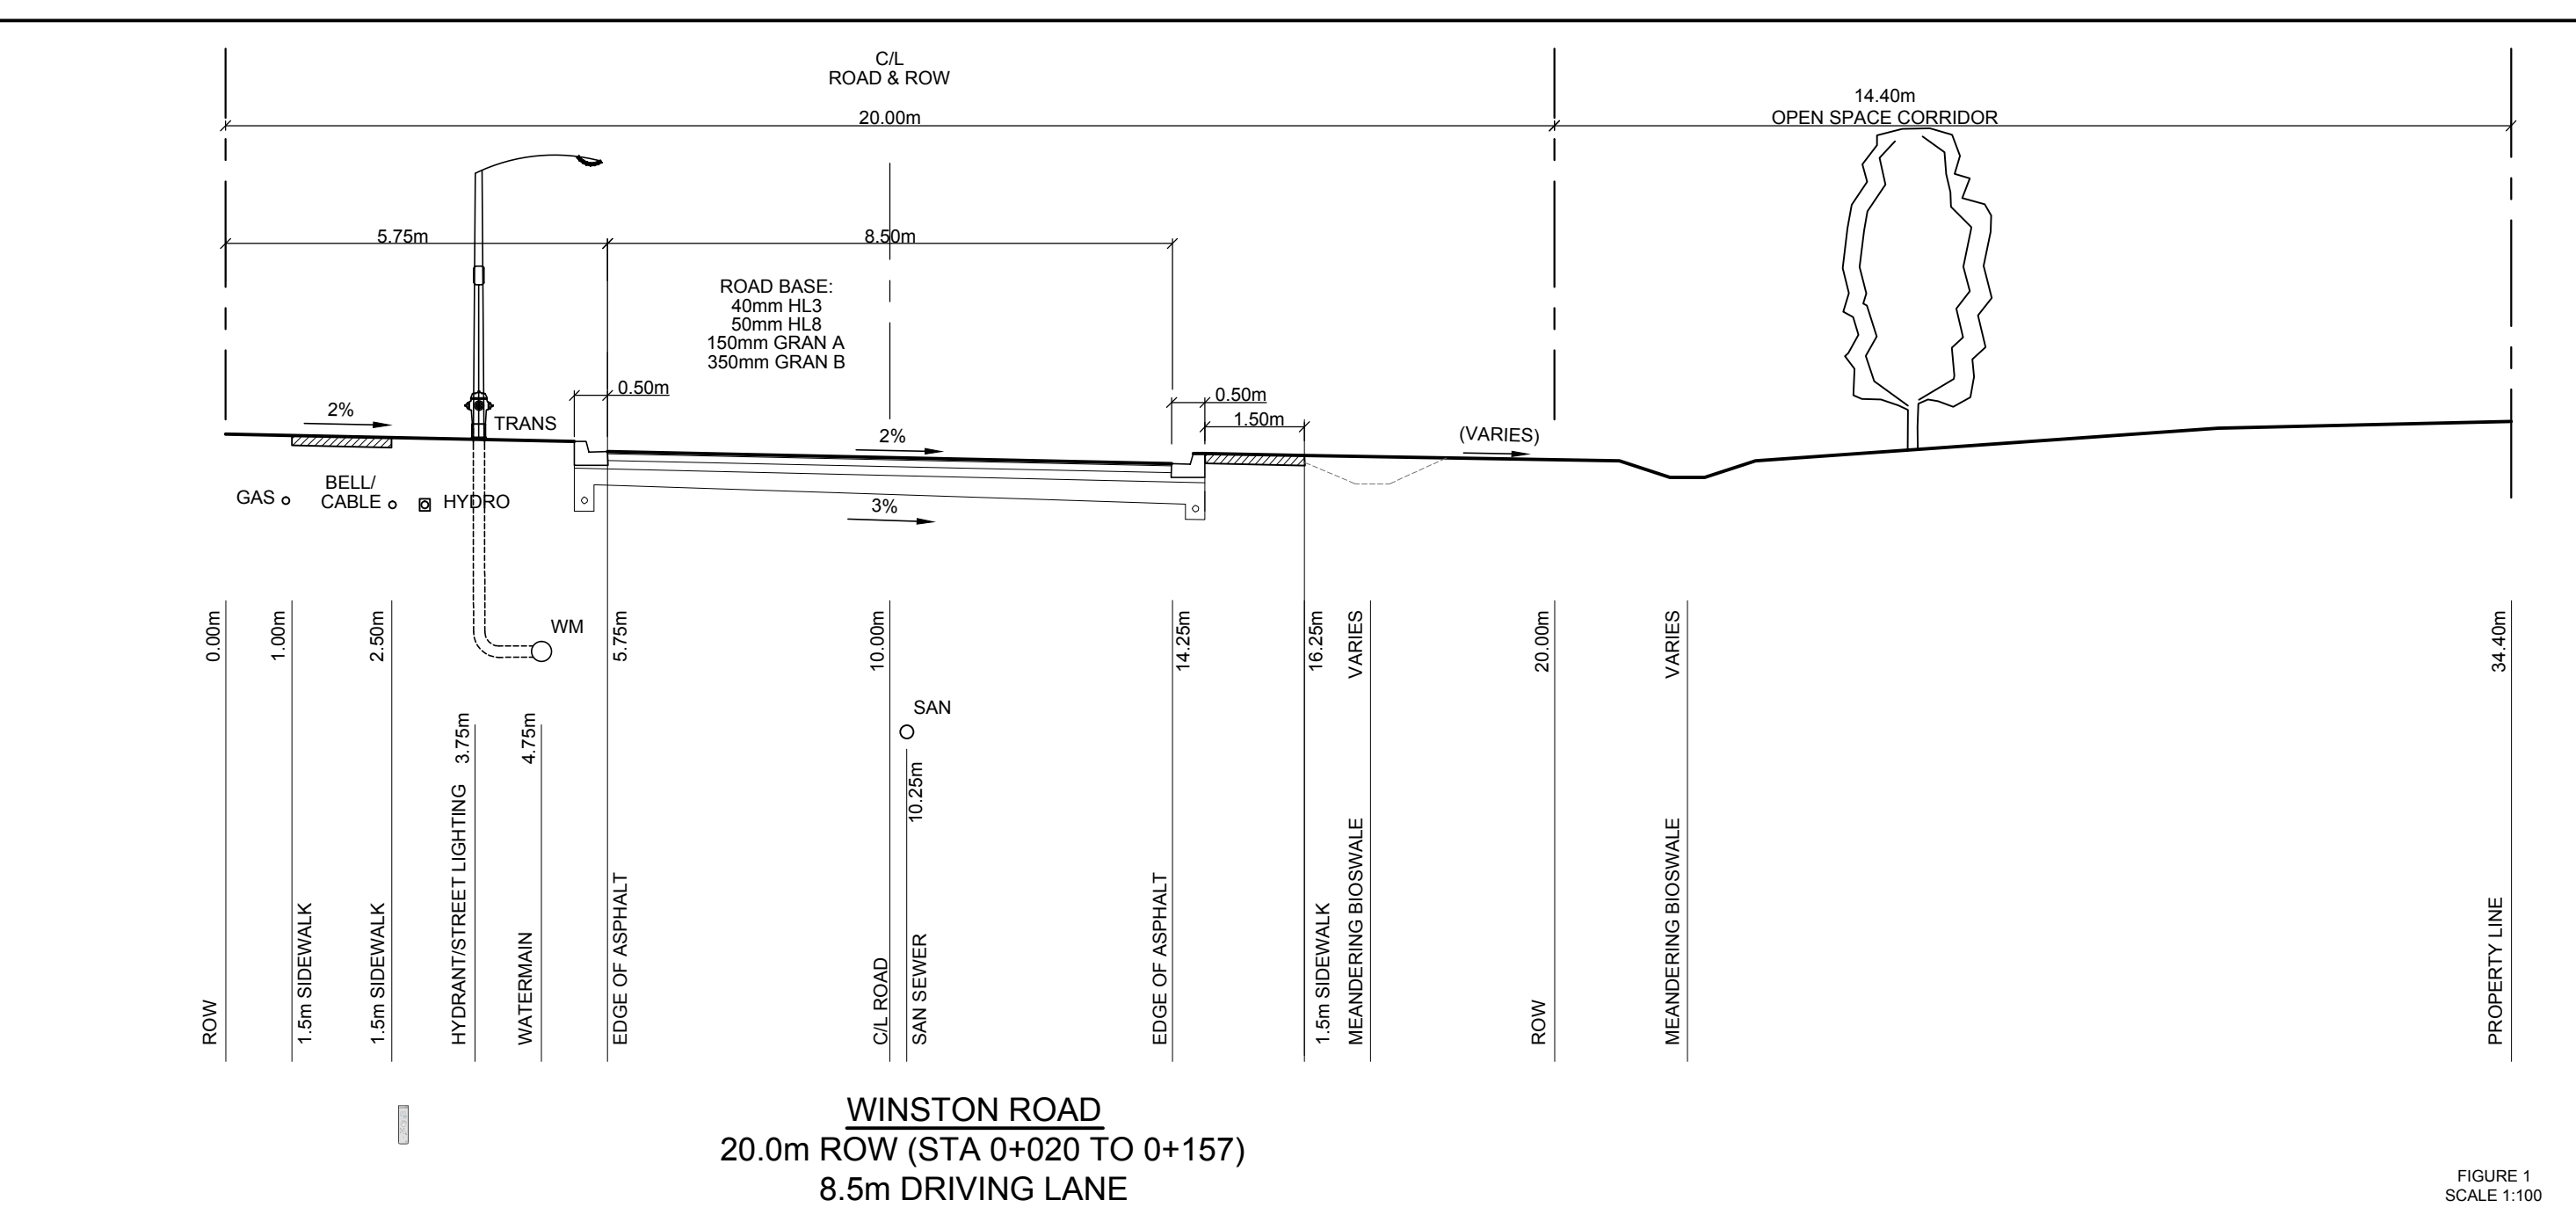 C/L
ROAD & ROW
20.00m
14.40m
OPEN SPACE CORRIDOR
5.75m
8.50m
ROAD BASE:
40mm HL3
50mm HL8
150mm GRAN A
350mm GRAN B
0.50m
0.50m
1.50m
2%
TRANS
2%
(VARIES)
GAS
BELL/
CABLE
HYDRO
3%
WM
SAN
0.00m
ROW
1.00m
1.5m SIDEWALK
2.50m
1.5m SIDEWALK
3.75m
HYDRANT/STREET LIGHTING
4.75m
WATERMAIN
5.75m
EDGE OF ASPHALT
10.00m
C/L ROAD
10.25m
SAN SEWER
14.25m
EDGE OF ASPHALT
16.25m
1.5m SIDEWALK
VARIES
MEANDERING BIOSWALE
20.00m
ROW
VARIES
MEANDERING BIOSWALE
34.40m
PROPERTY LINE
WINSTON ROAD
20.0m ROW (STA 0+020 TO 0+157)
8.5m DRIVING LANE
FIGURE 1
SCALE 1:100